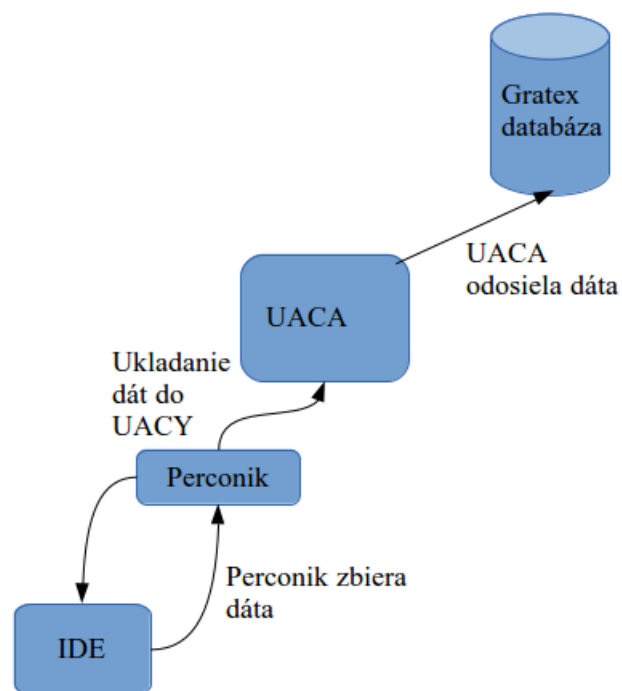 Gratex
databáza
UACA
odosiela dáta
UACA
Ukladanie
dát do
UACY
Perconik
Perconik zbiera
dáta
IDE